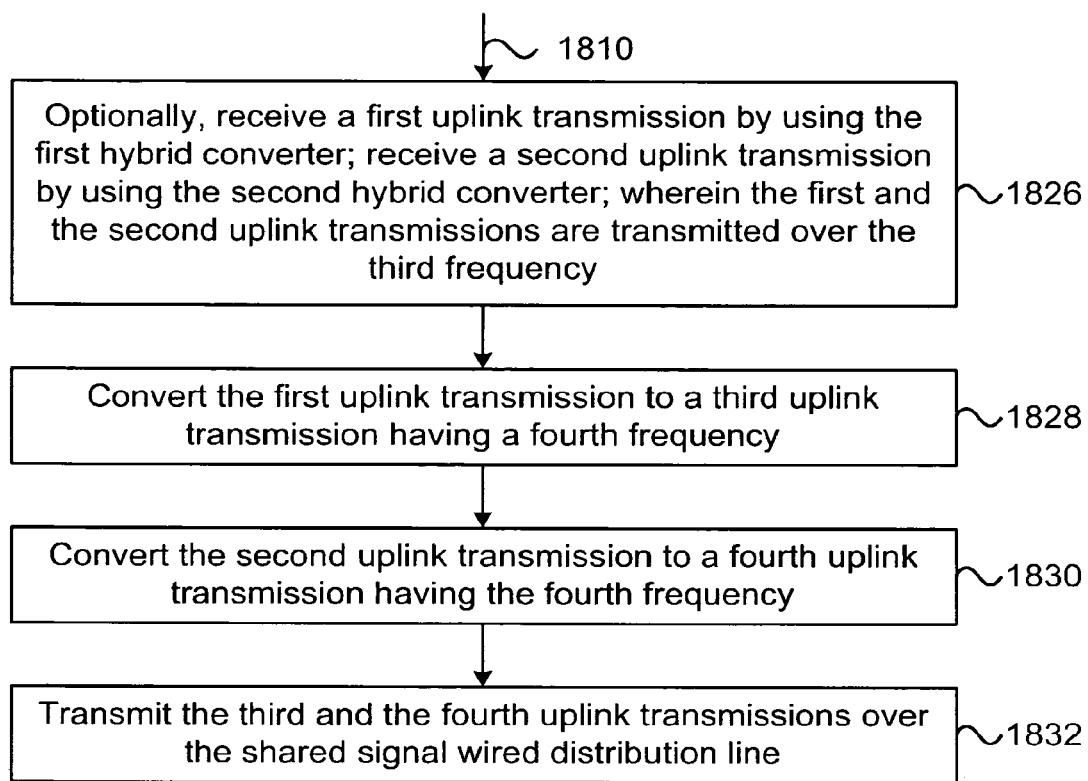 1810
Optionally, receive a first uplink transmission by using the
first hybrid converter; receive a second uplink transmission
by using the second hybrid converter; wherein the first and
the second uplink transmissions are transmitted over the
third frequency
1826
Convert the first uplink transmission to a third uplink
transmission having a fourth frequency
1828
Convert the second uplink transmission to a fourth uplink
transmission having the fourth frequency
1830
Transmit the third and the fourth uplink transmissions over
the shared signal wired distribution line
1832